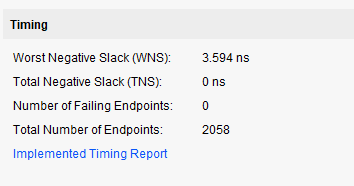 Timing
Worst Negative Slack (WNS): 3.594 ns
Total Negative Slack (TNS): 0 ns
Number of Failing Endpoints: 0
Total Number of Endpoints: 2058
Implemented Timing Report